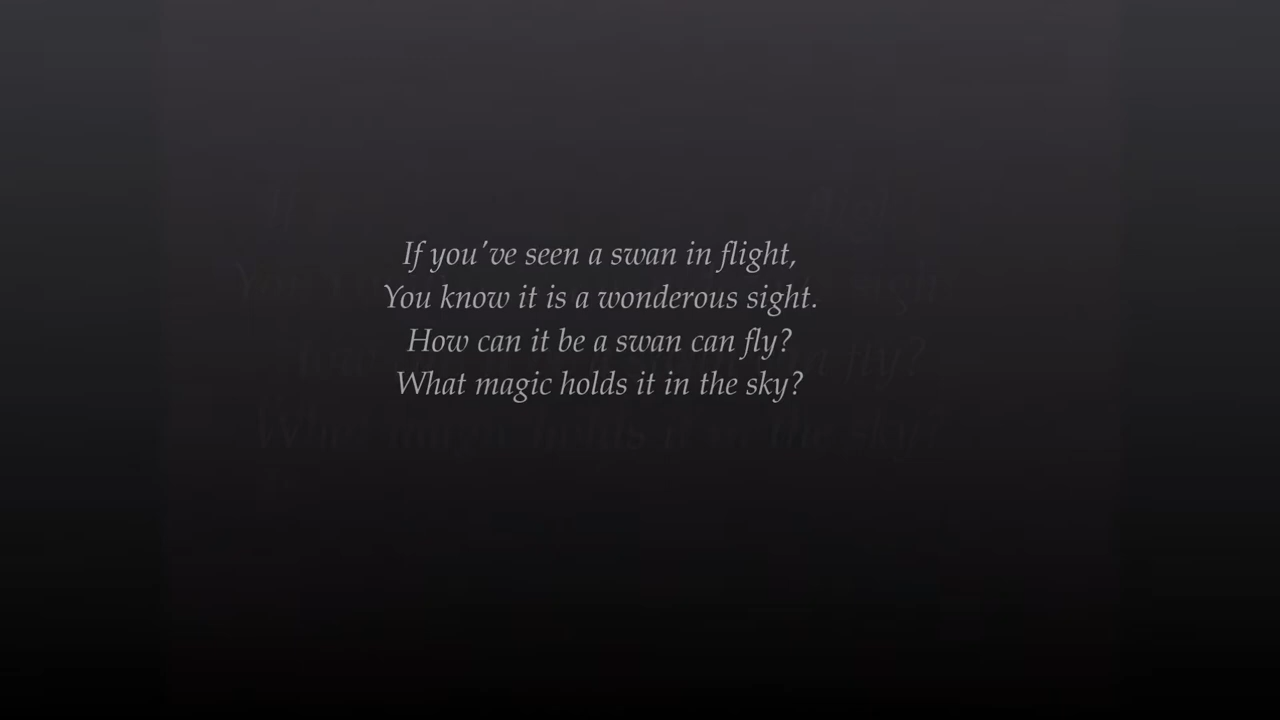 If you've seen a swan in flight,
You know it is a wonderous sight.
How can it be a swan can fly?
What magic holds it in the sky?